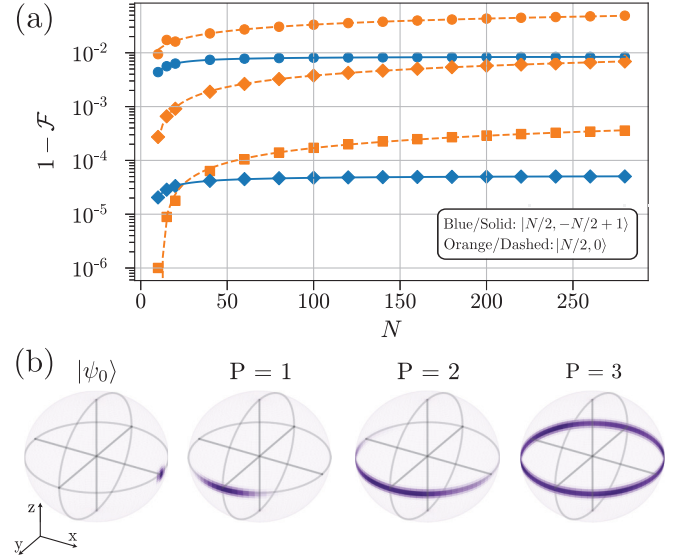 (a)
1 − 𝓕
10⁻²
10⁻³
10⁻⁴
10⁻⁵
10⁻⁶
Blue/Solid: |N/2, −N/2 + 1⟩
Orange/Dashed: |N/2, 0⟩
0 50 100 150 200 250
N
(b)
|ψ₀⟩ P = 1 P = 2 P = 3
z
y x